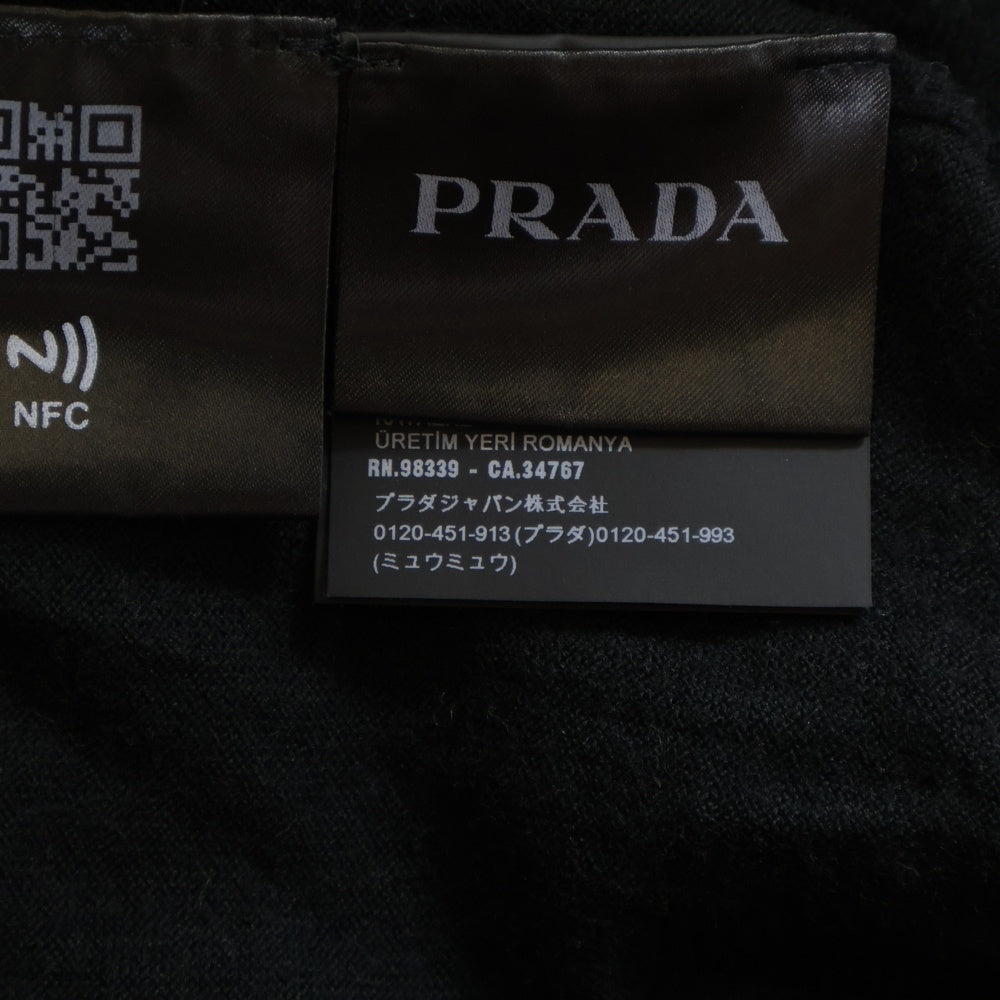 PRADA
NFC
ÜRETİM YERİ ROMANYA
RN.98339 - CA.34767
プラダジャパン株式会社
0120-451-913(プラダ)0120-451-993
(ミュウミュウ)